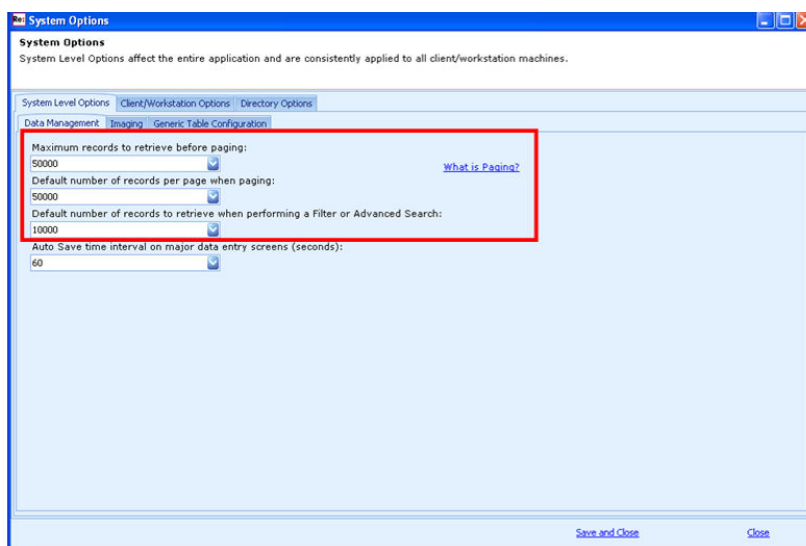 Re: System Options
System Options
System Level Options affect the entire application and are consistently applied to all client/workstation machines.
System Level Options Client/Workstation Options Directory Options
Data Management Imaging Generic Table Configuration
Maximum records to retrieve before paging:
50000
What is Paging?
Default number of records per page when paging:
50000
Default number of records to retrieve when performing a Filter or Advanced Search:
10000
Auto Save time interval on major data entry screens (seconds):
60
Save and Close Close